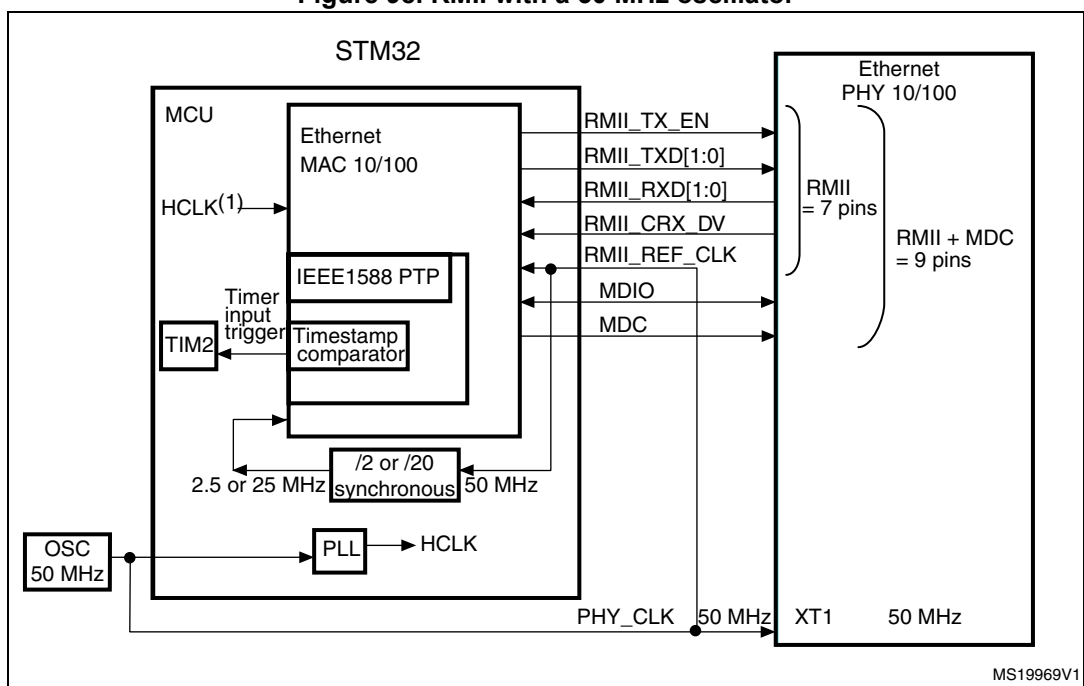 STM32
MCU
Ethernet
MAC 10/100
HCLK(1)
IEEE1588 PTP
Timer
input
trigger
TIM2
Timestamp
comparator
/2 or /20
synchronous
2.5 or 25 MHz
50 MHz
OSC
50 MHz
PLL
HCLK
RMII_TX_EN
RMII_TXD[1:0]
RMII_RXD[1:0]
RMII_CRX_DV
RMII_REF_CLK
MDIO
MDC
Ethernet
PHY 10/100
RMII
= 7 pins
RMII + MDC
= 9 pins
PHY_CLK 50 MHz
XT1 50 MHz
MS19969V1